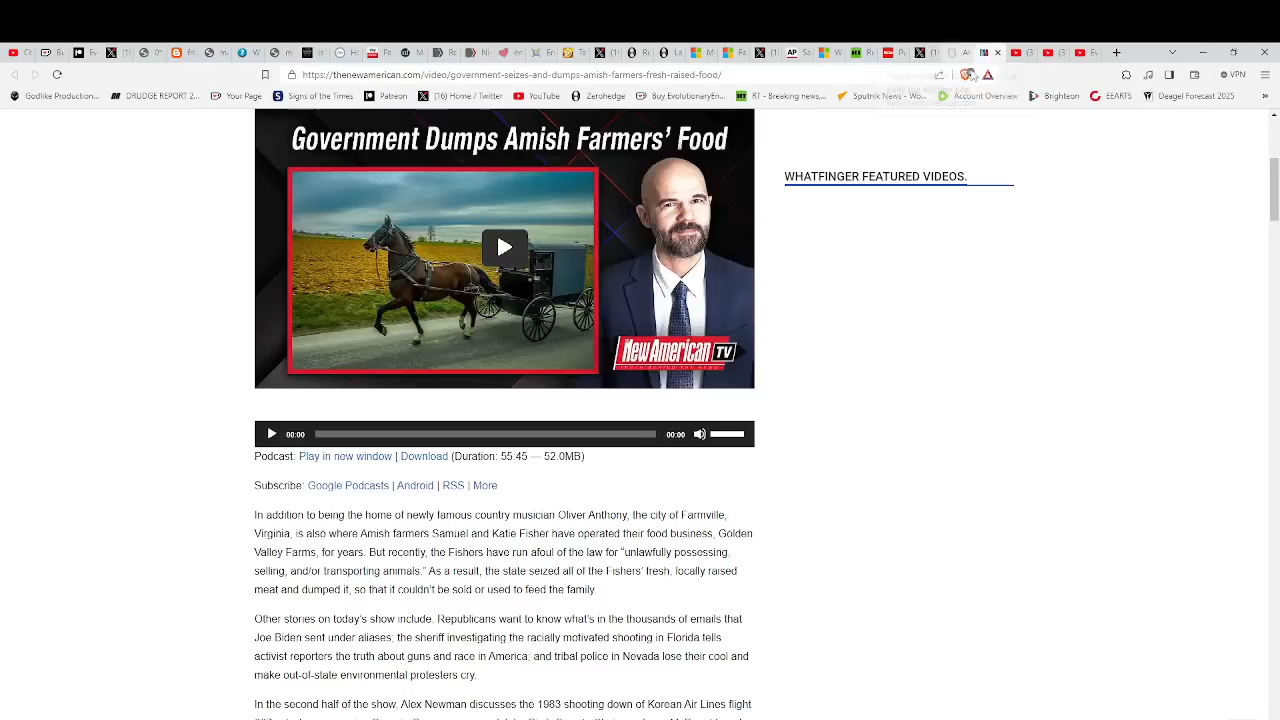 https://thenewamerican.com/video/government-seizes-and-dumps-amish-farmers-fresh-raised-food/
VPN
Godlike Production... DRUDGE REPORT 2... Your Page Signs of the Times Patreon (16) Home / Twitter YouTube Zerohedge Buy EvolutionaryEn... RT - Breaking news,... Sputnik News - Wo... Account Overview Brighteon EEARTS Daagel Forecast... »
Government Dumps Amish Farmers' Food
WHATFINGER FEATURED VIDEOS.
The New American TV
TRUTH BEHIND THE NEWS
00:00 00:00
Podcast: Play in new window | Download (Duration: 55:45 — 52.0MB)
Subscribe: Google Podcasts | Android | RSS | More
In addition to being the home of newly famous country musician Oliver Anthony, the city of Farmville,
Virginia, is also where Amish farmers Samuel and Katie Fisher have operated their food business, Golden
Valley Farms, for years. But recently, the Fishers have run afoul of the law for “unlawfully possessing,
selling, and/or transporting animals.” As a result, the state seized all of the Fishers’ fresh, locally raised
meat and dumped it, so that it couldn’t be sold or used to feed the family.
Other stories on today’s show include: Republicans want to know what’s in the thousands of emails that
Joe Biden sent under aliases; the sheriff investigating the racially motivated shooting in Florida tells
activist reporters the truth about guns and race in America; and tribal police in Nevada lose their cool and
make out-of-state environmental protesters cry.
In the second half of the show, Alex Newman discusses the 1983 shooting down of Korean Air Lines flight